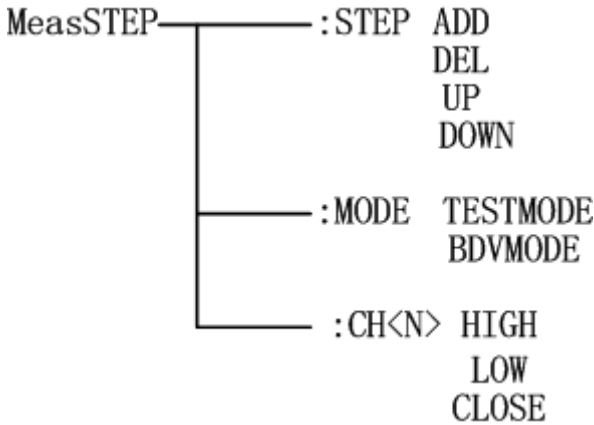 MeasSTEP :STEP ADD
DEL
UP
DOWN
:MODE TESTMODE
BDVMODE
:CH<N> HIGH
LOW
CLOSE